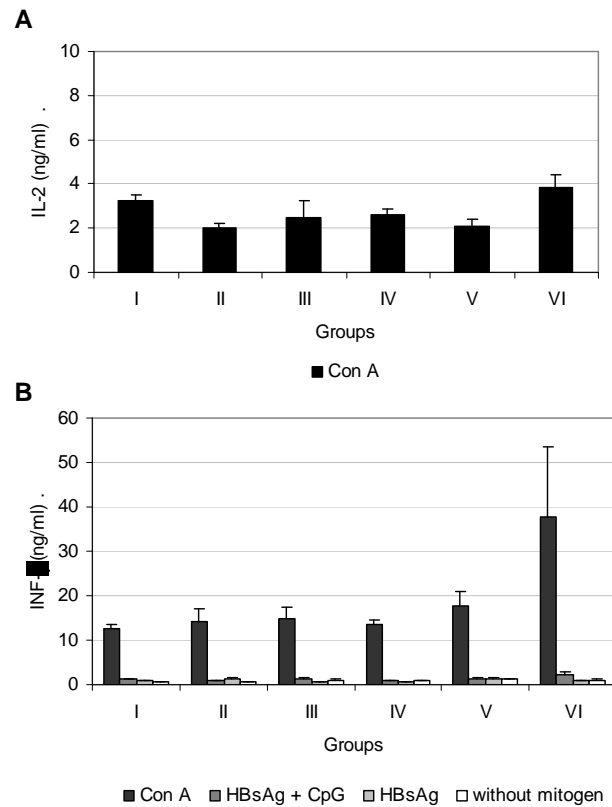 A
10
8
6
4
2
0
IL-2 (ng/ml) .
I II III IV V VI
Groups
Con A
B
60
50
40
30
20
10
0
INF- (ng/ml) .
I II III IV V VI
Groups
Con A HBsAg + CpG HBsAg without mitogen